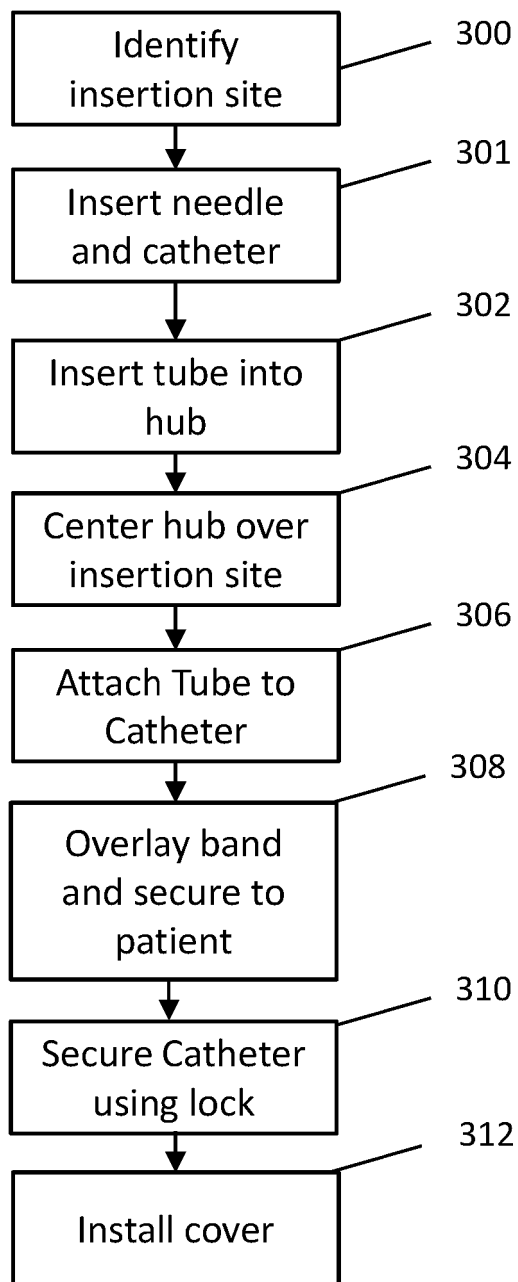 300
Identify
insertion site
301
Insert needle
and catheter
302
Insert tube into
hub
304
Center hub over
insertion site
306
Attach Tube to
Catheter
308
Overlay band
and secure to
patient
310
Secure Catheter
using lock
312
Install cover